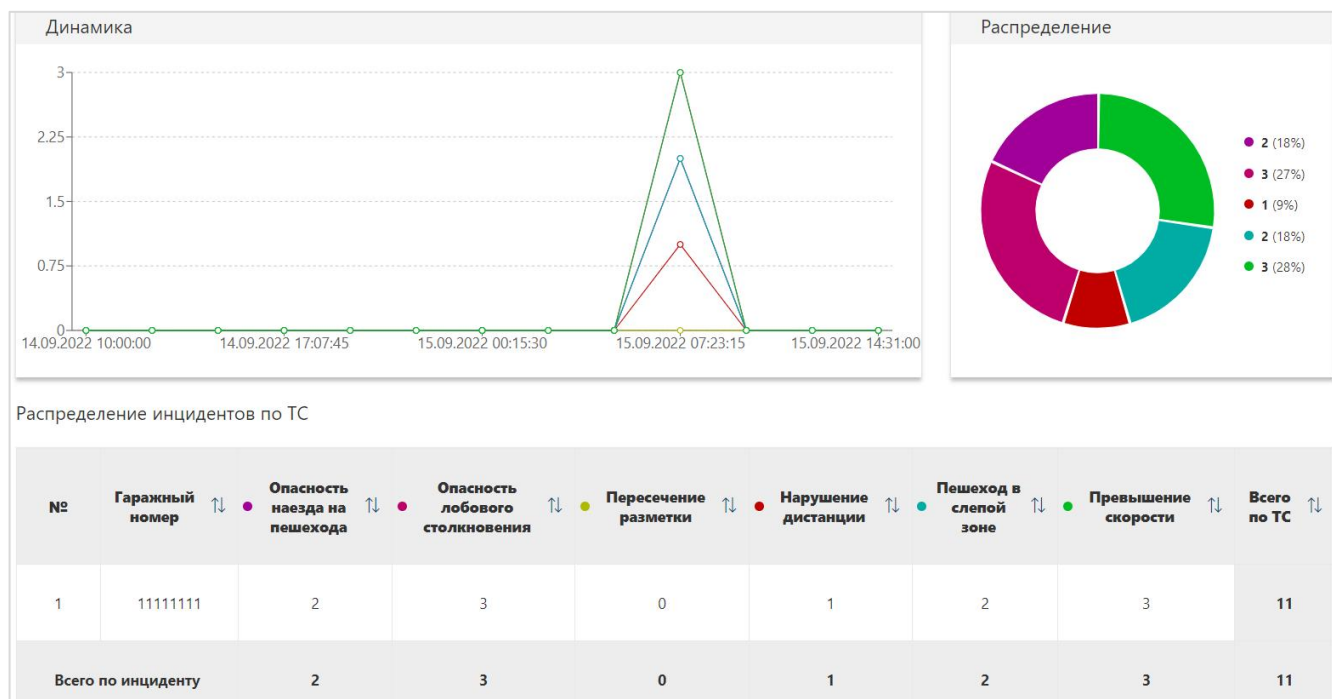 Динамика
3
2.25
1.5
0.75
0
14.09.2022 10:00:00
14.09.2022 17:07:45
15.09.2022 00:15:30
15.09.2022 07:23:15
15.09.2022 14:31:00
Распределение
2 (18%)
3 (27%)
1 (9%)
2 (18%)
3 (28%)
Распределение инцидентов по ТС
№
Гаражный
номер
Опасность
наезда на
пешехода
Опасность
лобового
столкновения
Пересечение
разметки
Нарушение
дистанции
Пешеход в
слепой
зоне
Превышение
скорости
Всего
по ТС
1 11111111 2 3 0 1 2 3 11
Всего по инциденту 2 3 0 1 2 3 11